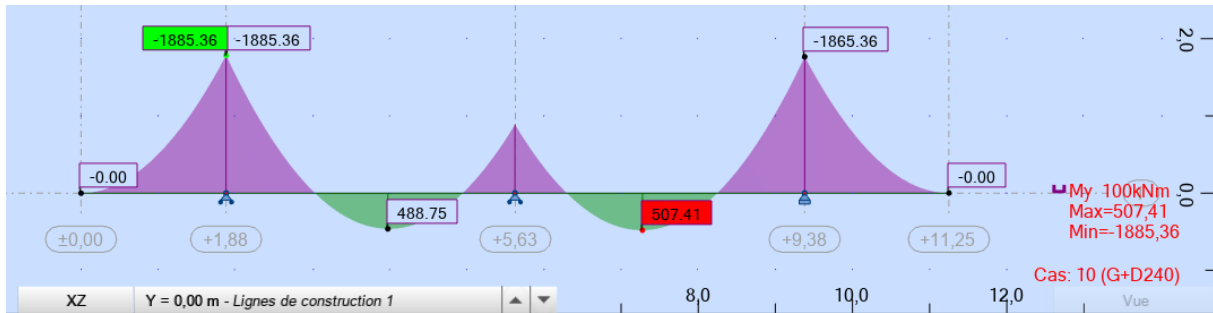 -1885.36
-1885.36
-1865.36
2,0
-0.00
-0.00
My 100kNm
0,0
488.75
507.41
Max=507,41
Min=-1885,36
±0,00
+1,88
+5,63
+9,38
+11,25
Cas: 10 (G+D240)
XZ
Y = 0,00 m - Lignes de construction 1
8,0
10,0
12,0
Vue